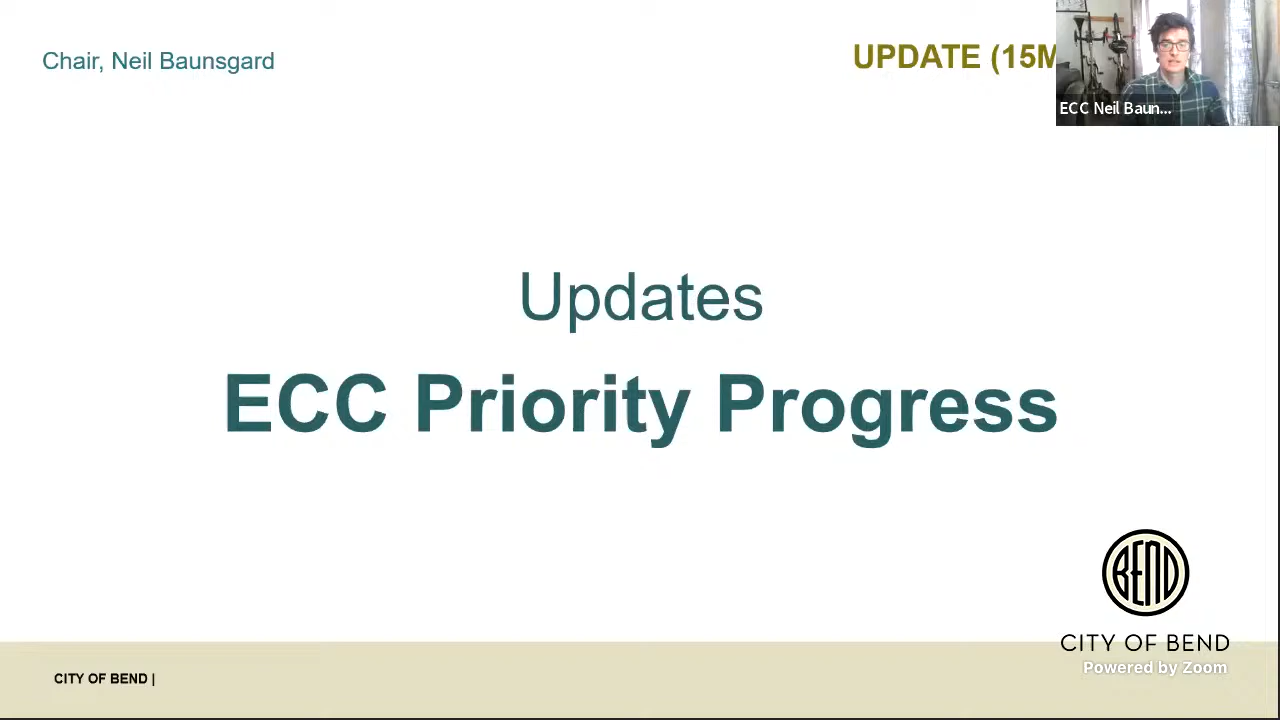 Chair, Neil Baunsgard
UPDATE (15M
ECC Neil Baun...
Updates
ECC Priority Progress
BEND
CITY OF BEND
Powered by Zoom
CITY OF BEND |